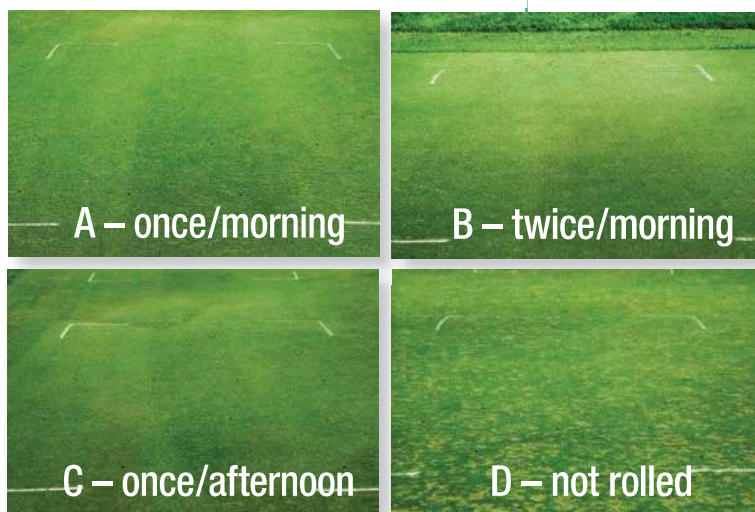 A – once/morning
B – twice/morning
C – once/afternoon
D – not rolled